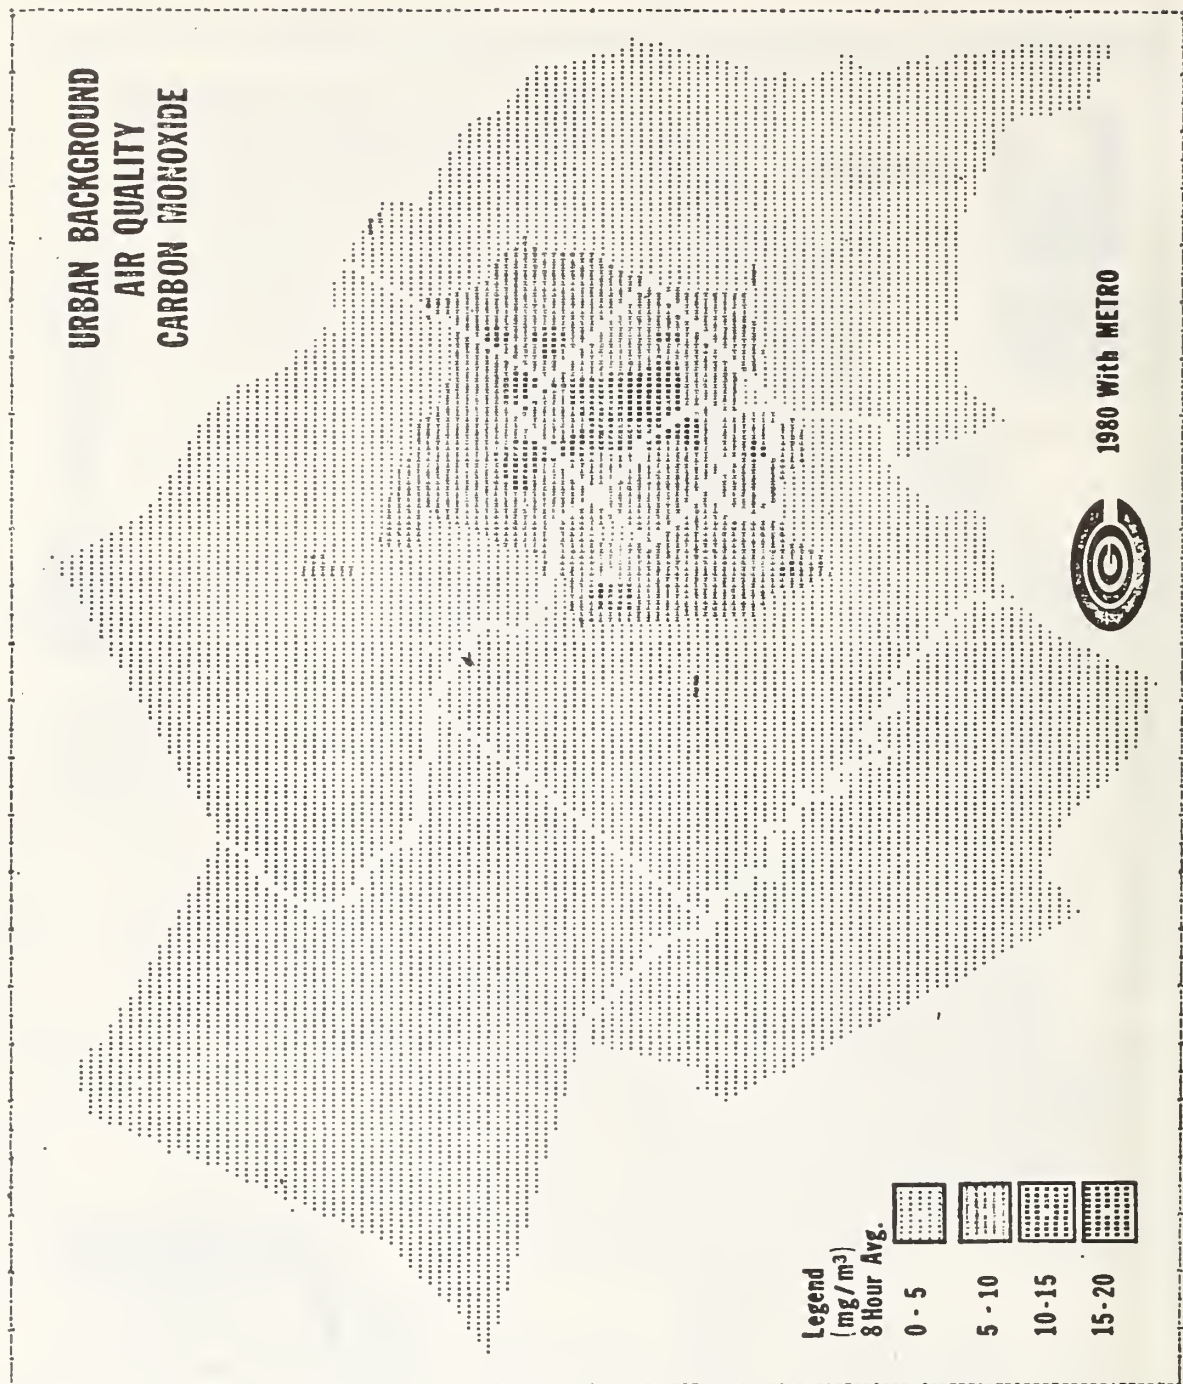 URBAN BACKGROUND
AIR QUALITY
CARBON MONOXIDE
1980 With METRO
G
Legend
(mg/m³)
8 Hour Avg.
0 - 5
5 - 10
10-15
15-20